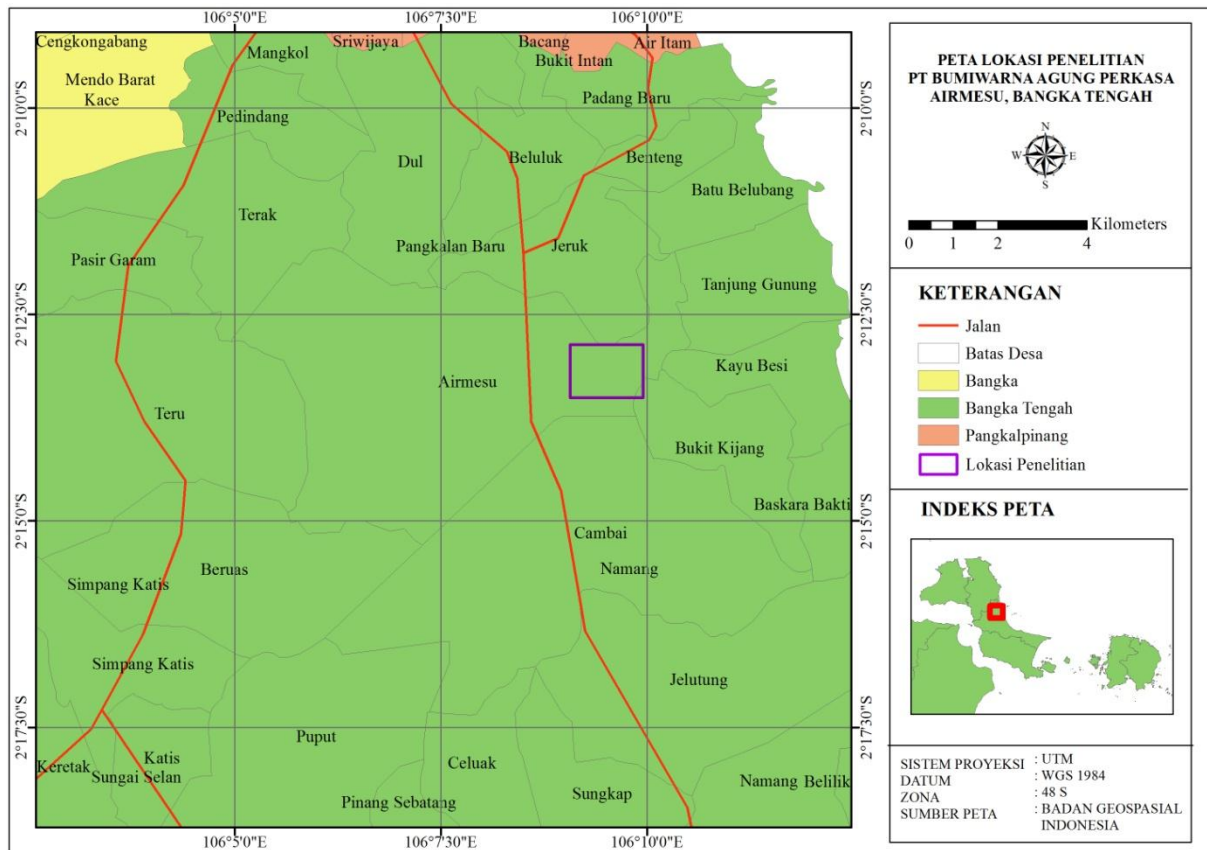 106°5'0"E
106°7'30"E
106°10'0"E
2°10'0"S
2°12'30"S
2°15'0"S
2°17'30"S
Cengkongabang
Mangkol
Sriwijaya
Bacang
Air Itam
Bukit Intan
Mendo Barat
Kace
Padang Baru
Pedindang
Dul
Beluluk
Benteng
Batu Belubang
Terak
Pangkalan Baru
Jeruk
Pasir Garam
Tanjung Gunung
Airmesu
Kayu Besi
Teru
Bukit Kijang
Baskara Bakti
Cambai
Beruas
Namang
Simpang Katis
Simpang Katis
Jelutung
Puput
Keretak
Katis
Sungai Selan
Celuak
Namang Belilik
Pinang Sebatang
Sungkap
2°10'0"S
2°12'30"S
2°15'0"S
2°17'30"S
106°5'0"E
106°7'30"E
106°10'0"E
PETA LOKASI PENELITIAN
PT BUMIWARNA AGUNG PERKASA
AIRMESU, BANGKA TENGAH
N
W E
S
Kilometers
0 1 2 4
KETERANGAN
Jalan
Batas Desa
Bangka
Bangka Tengah
Pangkalpinang
Lokasi Penelitian
INDEKS PETA
SISTEM PROYEKSI : UTM
DATUM : WGS 1984
ZONA : 48 S
SUMBER PETA : BADAN GEOSPASIAL
INDONESIA